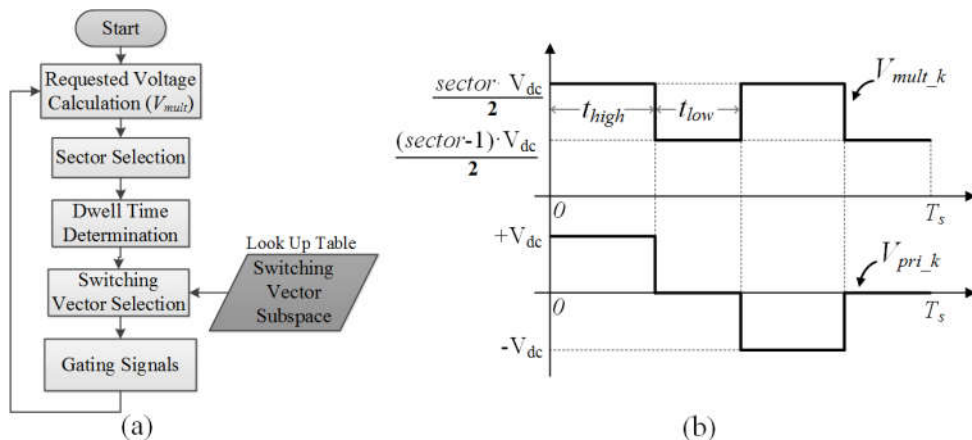 Start
Requested Voltage
Calculation (V_mult)
Sector Selection
Dwell Time
Determination
Look Up Table
Switching
Vector Selection
Switching
Vector
Subspace
Gating Signals
(a)
sector· V_dc
2
(sector-1)·V_dc
2
t_high
t_low
V_mult_k
0
T_s
+V_dc
V_pri_k
0
T_s
-V_dc
(b)